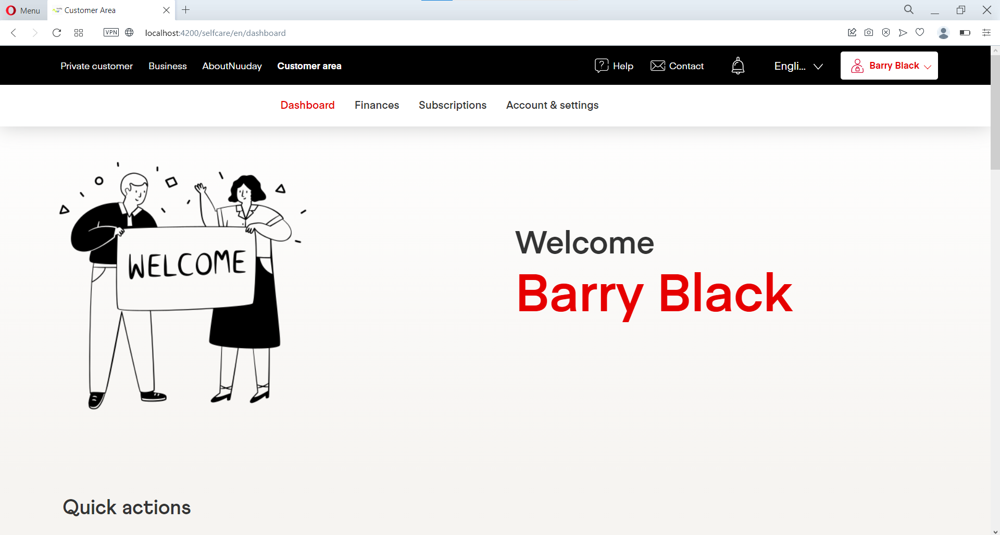 Menu
Customer Area
VPN
localhost:4200/selfcare/en/dashboard
Private customer
Business
AboutNuuday
Customer area
Help
Contact
Engli...
Barry Black
Dashboard
Finances
Subscriptions
Account & settings
WELCOME
Welcome
Barry Black
Quick actions